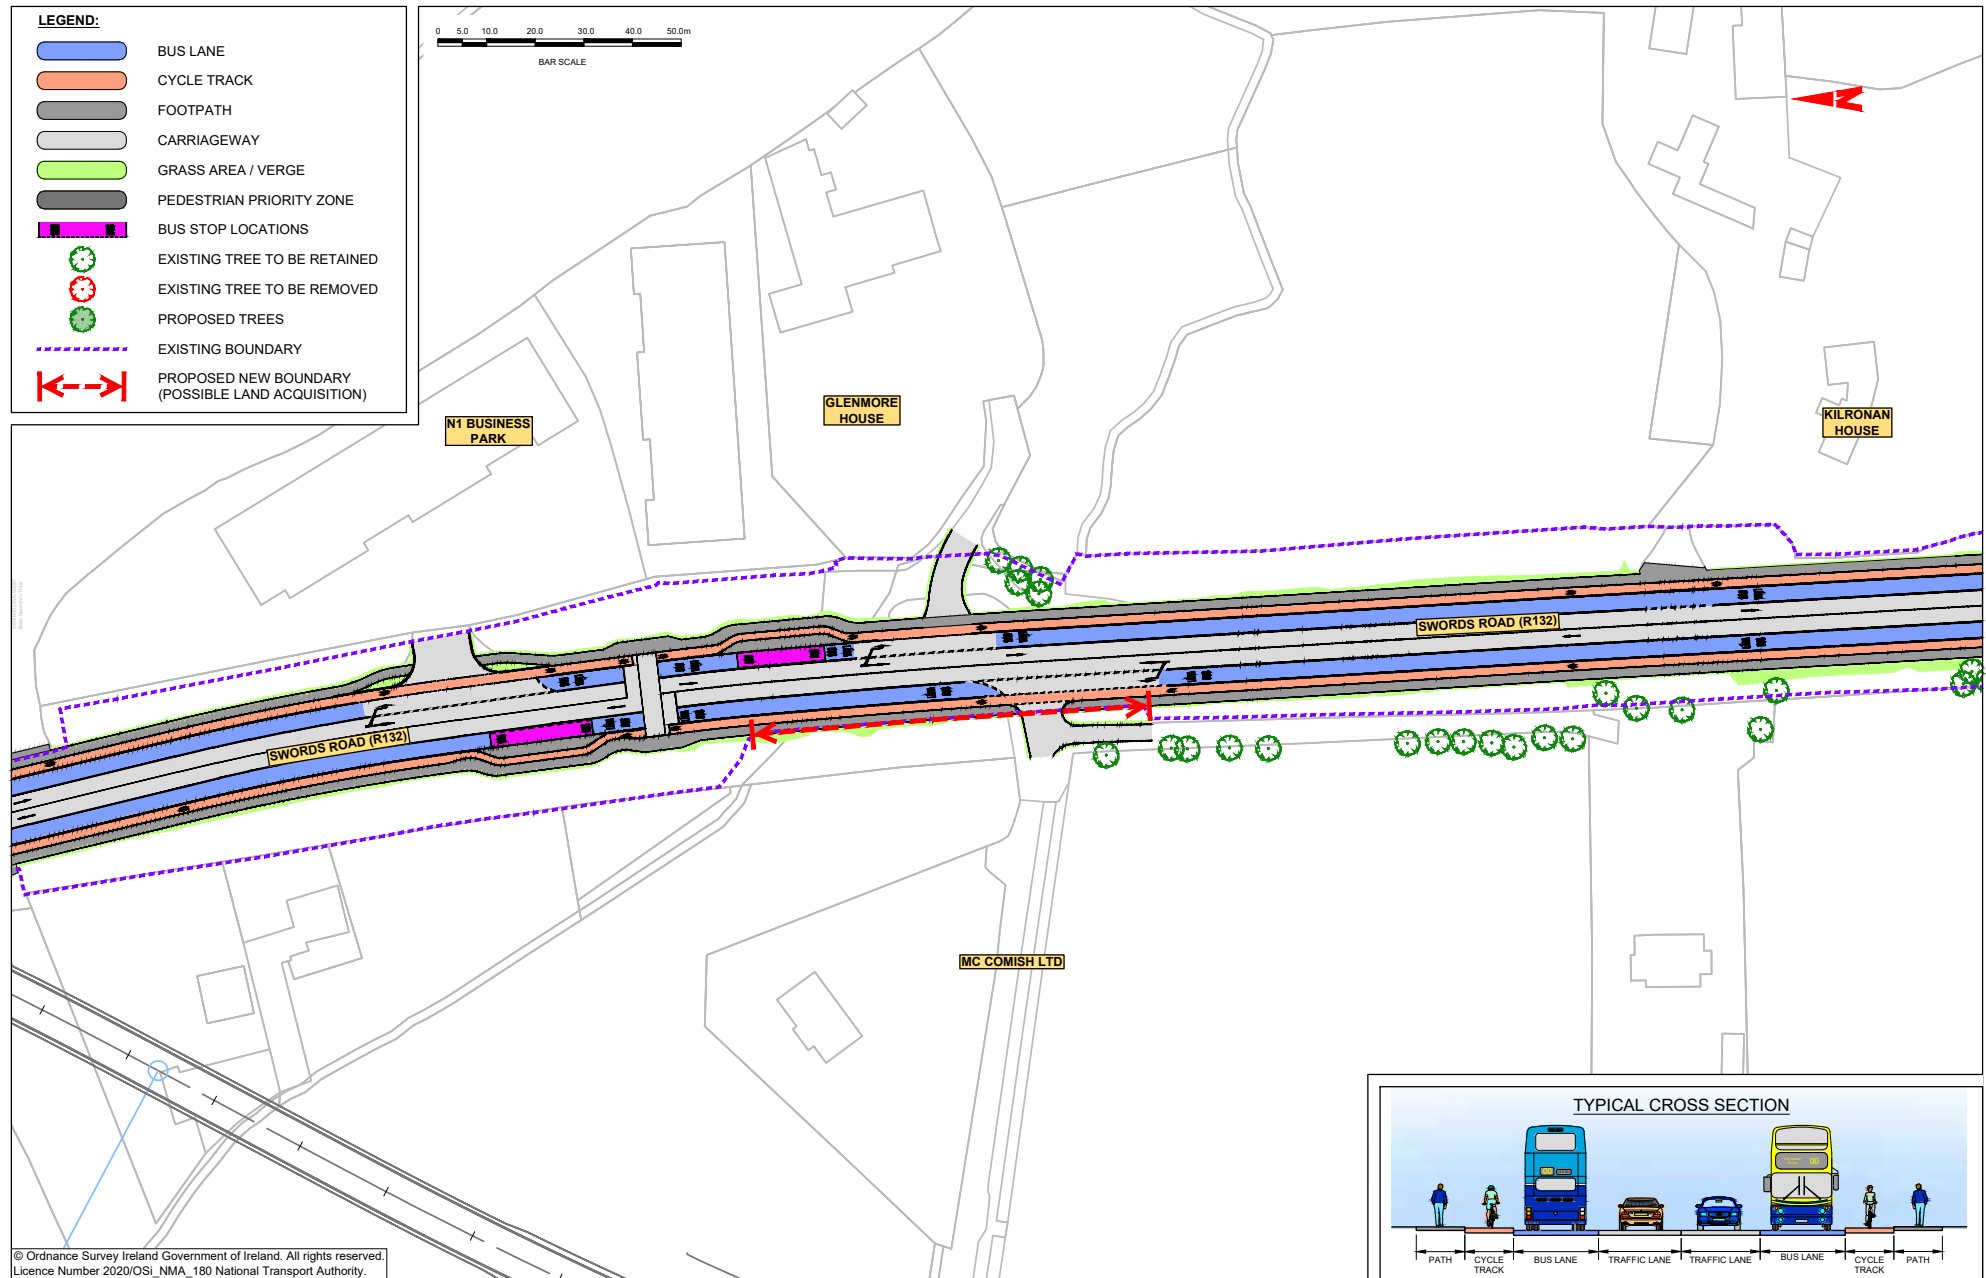 LEGEND:
BUS LANE
CYCLE TRACK
FOOTPATH
CARRIAGEWAY
GRASS AREA / VERGE
PEDESTRIAN PRIORITY ZONE
BUS STOP LOCATIONS
EXISTING TREE TO BE RETAINED
EXISTING TREE TO BE REMOVED
PROPOSED TREES
EXISTING BOUNDARY
PROPOSED NEW BOUNDARY
(POSSIBLE LAND ACQUISITION)
0 5.0 10.0 20.0 30.0 40.0 50.0m
BAR SCALE
N
N1 BUSINESS
PARK
GLENMORE
HOUSE
KILRONAN
HOUSE
SWORDS ROAD (R132)
SWORDS ROAD (R132)
MC COMISH LTD
TYPICAL CROSS SECTION
00
00
PATH
CYCLE
TRACK
BUS LANE
TRAFFIC LANE
TRAFFIC LANE
BUS LANE
CYCLE
TRACK
PATH
© Ordnance Survey Ireland Government of Ireland. All rights reserved.
Licence Number 2020/OSi_NMA_180 National Transport Authority.